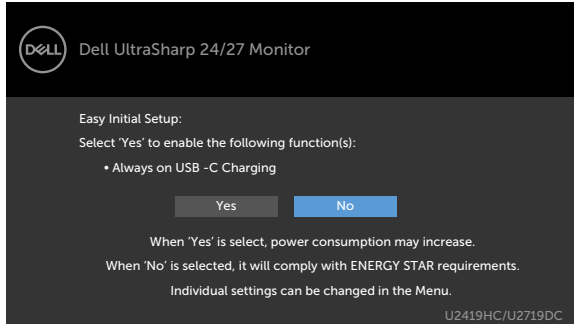 DELL
Dell UltraSharp 24/27 Monitor
Easy Initial Setup:
Select ‘Yes’ to enable the following function(s):
• Always on USB -C Charging
Yes
No
When ‘Yes’ is select, power consumption may increase.
When ‘No’ is selected, it will comply with ENERGY STAR requirements.
Individual settings can be changed in the Menu.
U2419HC/U2719DC